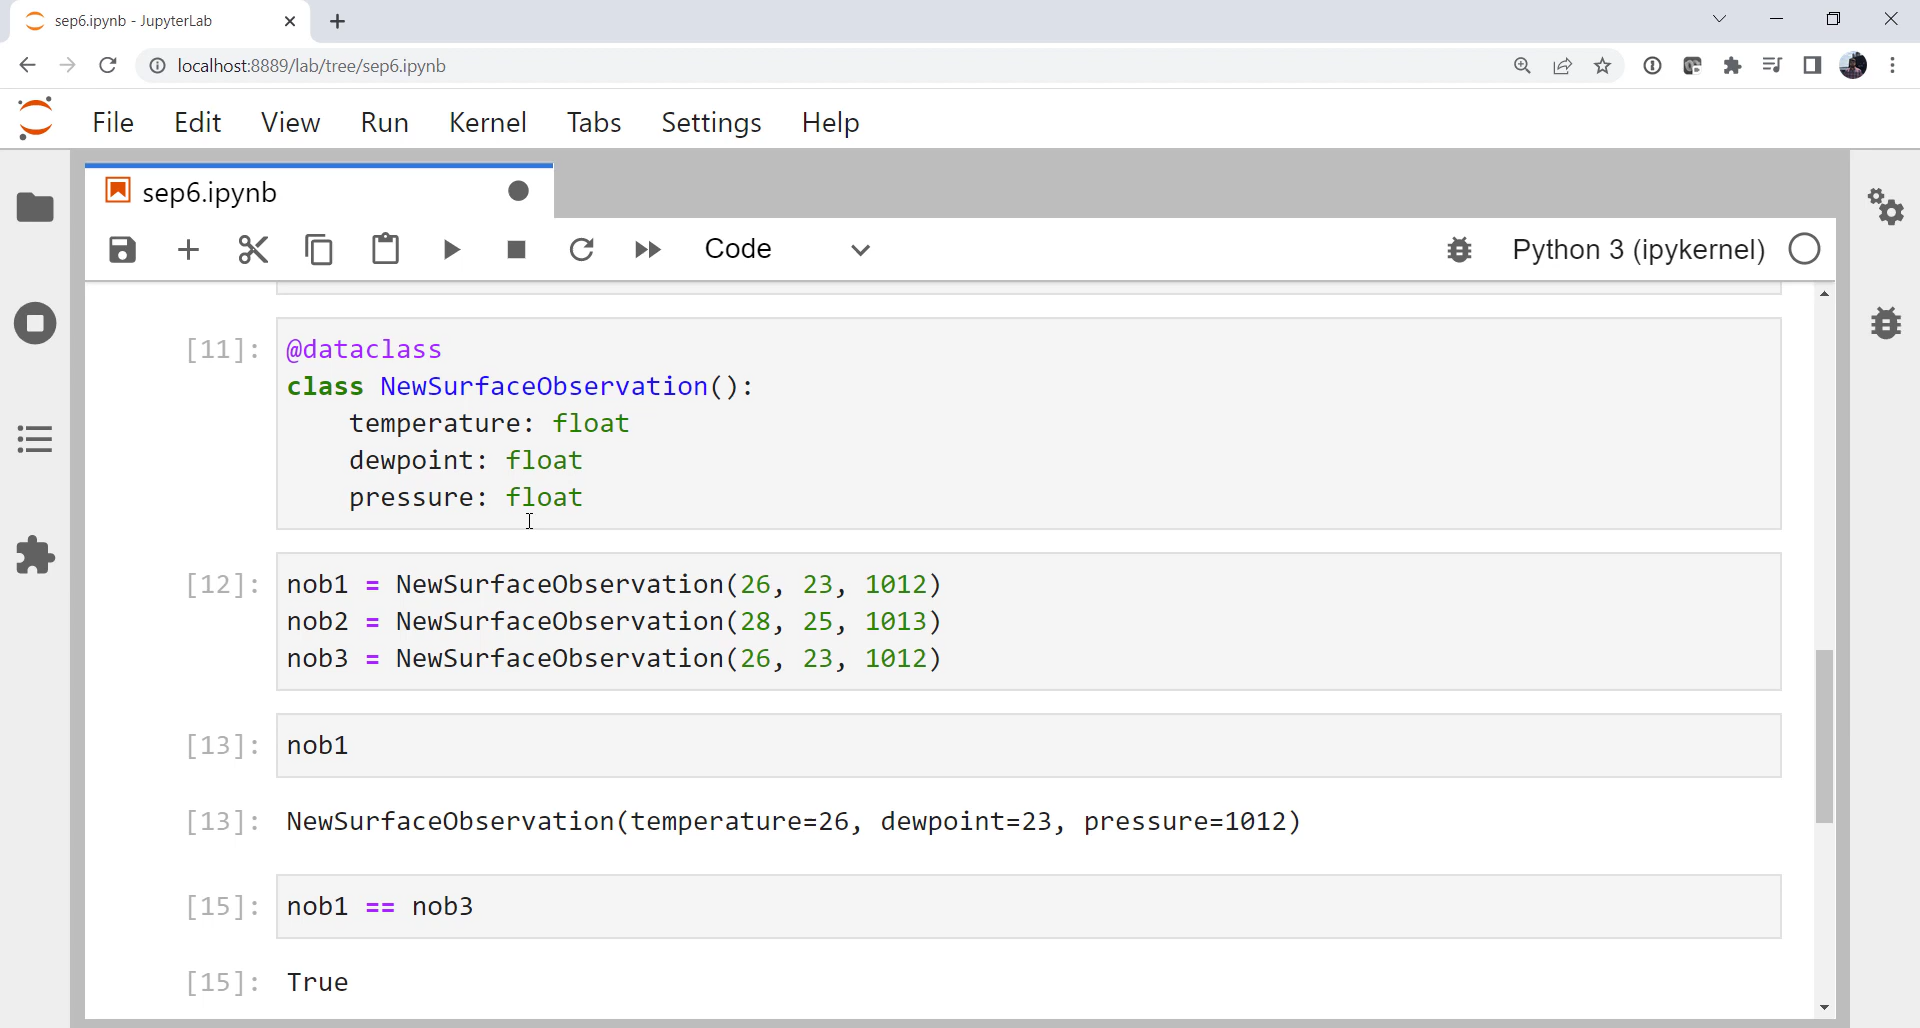 sep6.ipynb - JupyterLab
localhost:8889/lab/tree/sep6.ipynb
File Edit View Run Kernel Tabs Settings Help
sep6.ipynb
Code Python 3 (ipykernel)
[11]: @dataclass
class NewSurfaceObservation():
    temperature: float
    dewpoint: float
    pressure: float
[12]: nob1 = NewSurfaceObservation(26, 23, 1012)
nob2 = NewSurfaceObservation(28, 25, 1013)
nob3 = NewSurfaceObservation(26, 23, 1012)
[13]: nob1
[13]: NewSurfaceObservation(temperature=26, dewpoint=23, pressure=1012)
[15]: nob1 == nob3
[15]: True